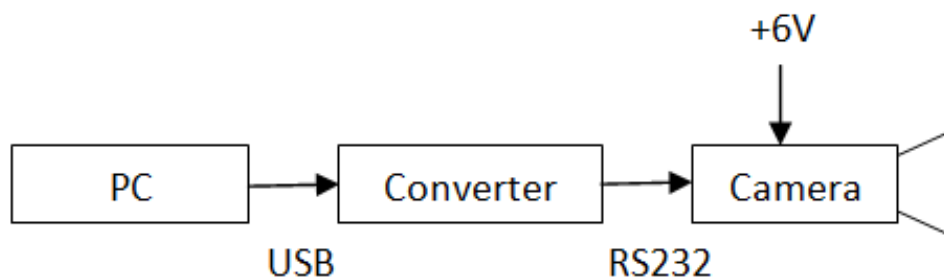 +6V
PC
Converter
Camera
USB
RS232